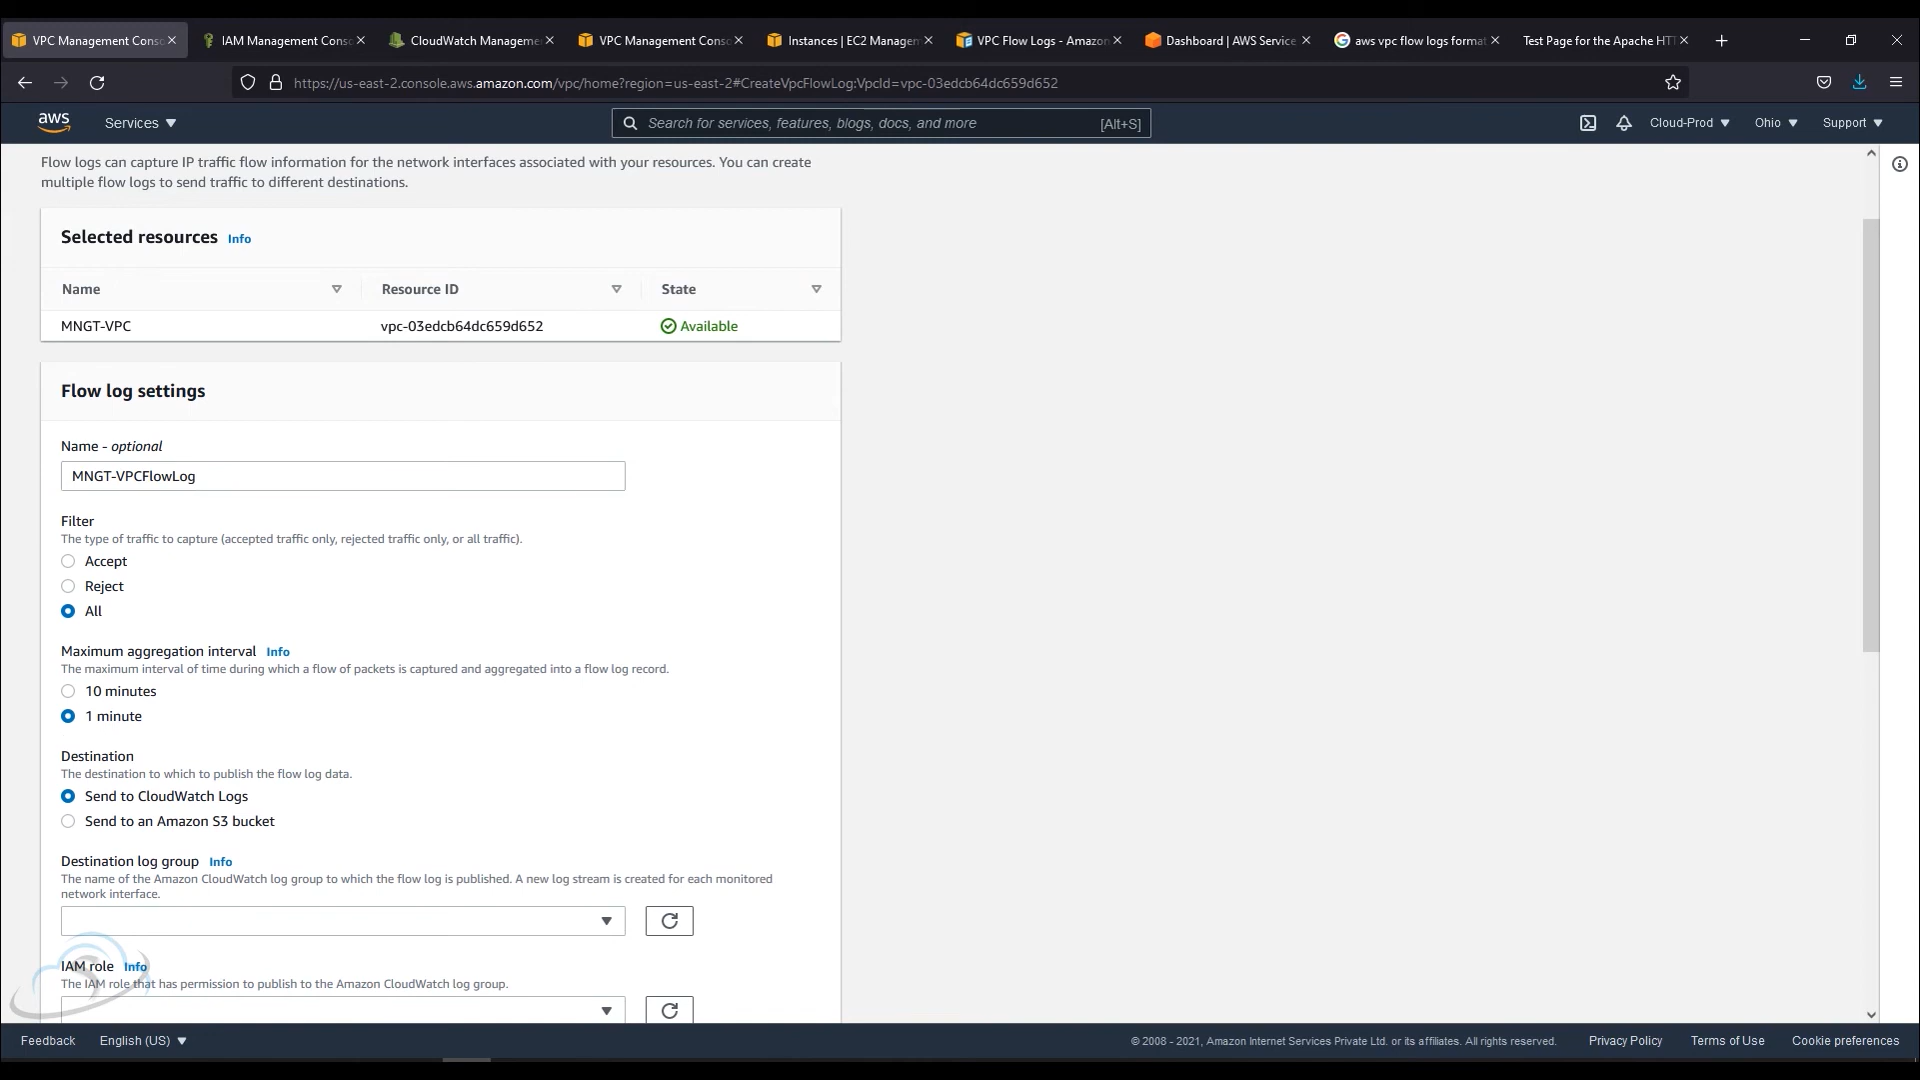 VPC Management Conso
IAM Management Conso
CloudWatch Manageme
VPC Management Conso
Instances | EC2 Managem
VPC Flow Logs - Amazon
Dashboard | AWS Service
aws vpc flow logs format
Test Page for the Apache HTT
https://us-east-2.console.aws.amazon.com/vpc/home?region=us-east-2#CreateVpcFlowLog:VpcId=vpc-03edcb64dc659d652
aws
Services
Search for services, features, blogs, docs, and more
[Alt+S]
Cloud-Prod
Ohio
Support
Flow logs can capture IP traffic flow information for the network interfaces associated with your resources. You can create
multiple flow logs to send traffic to different destinations.
Selected resources Info
Name
Resource ID
State
MNGT-VPC
vpc-03edcb64dc659d652
Available
Flow log settings
Name - optional
MNGT-VPCFlowLog
Filter
The type of traffic to capture (accepted traffic only, rejected traffic only, or all traffic).
Accept
Reject
All
Maximum aggregation interval Info
The maximum interval of time during which a flow of packets is captured and aggregated into a flow log record.
10 minutes
1 minute
Destination
The destination to which to publish the flow log data.
Send to CloudWatch Logs
Send to an Amazon S3 bucket
Destination log group Info
The name of the Amazon CloudWatch log group to which the flow log is published. A new log stream is created for each monitored
network interface.
IAM role Info
The IAM role that has permission to publish to the Amazon CloudWatch log group.
Feedback
English (US)
© 2008 - 2021, Amazon Internet Services Private Ltd. or its affiliates. All rights reserved.
Privacy Policy
Terms of Use
Cookie preferences